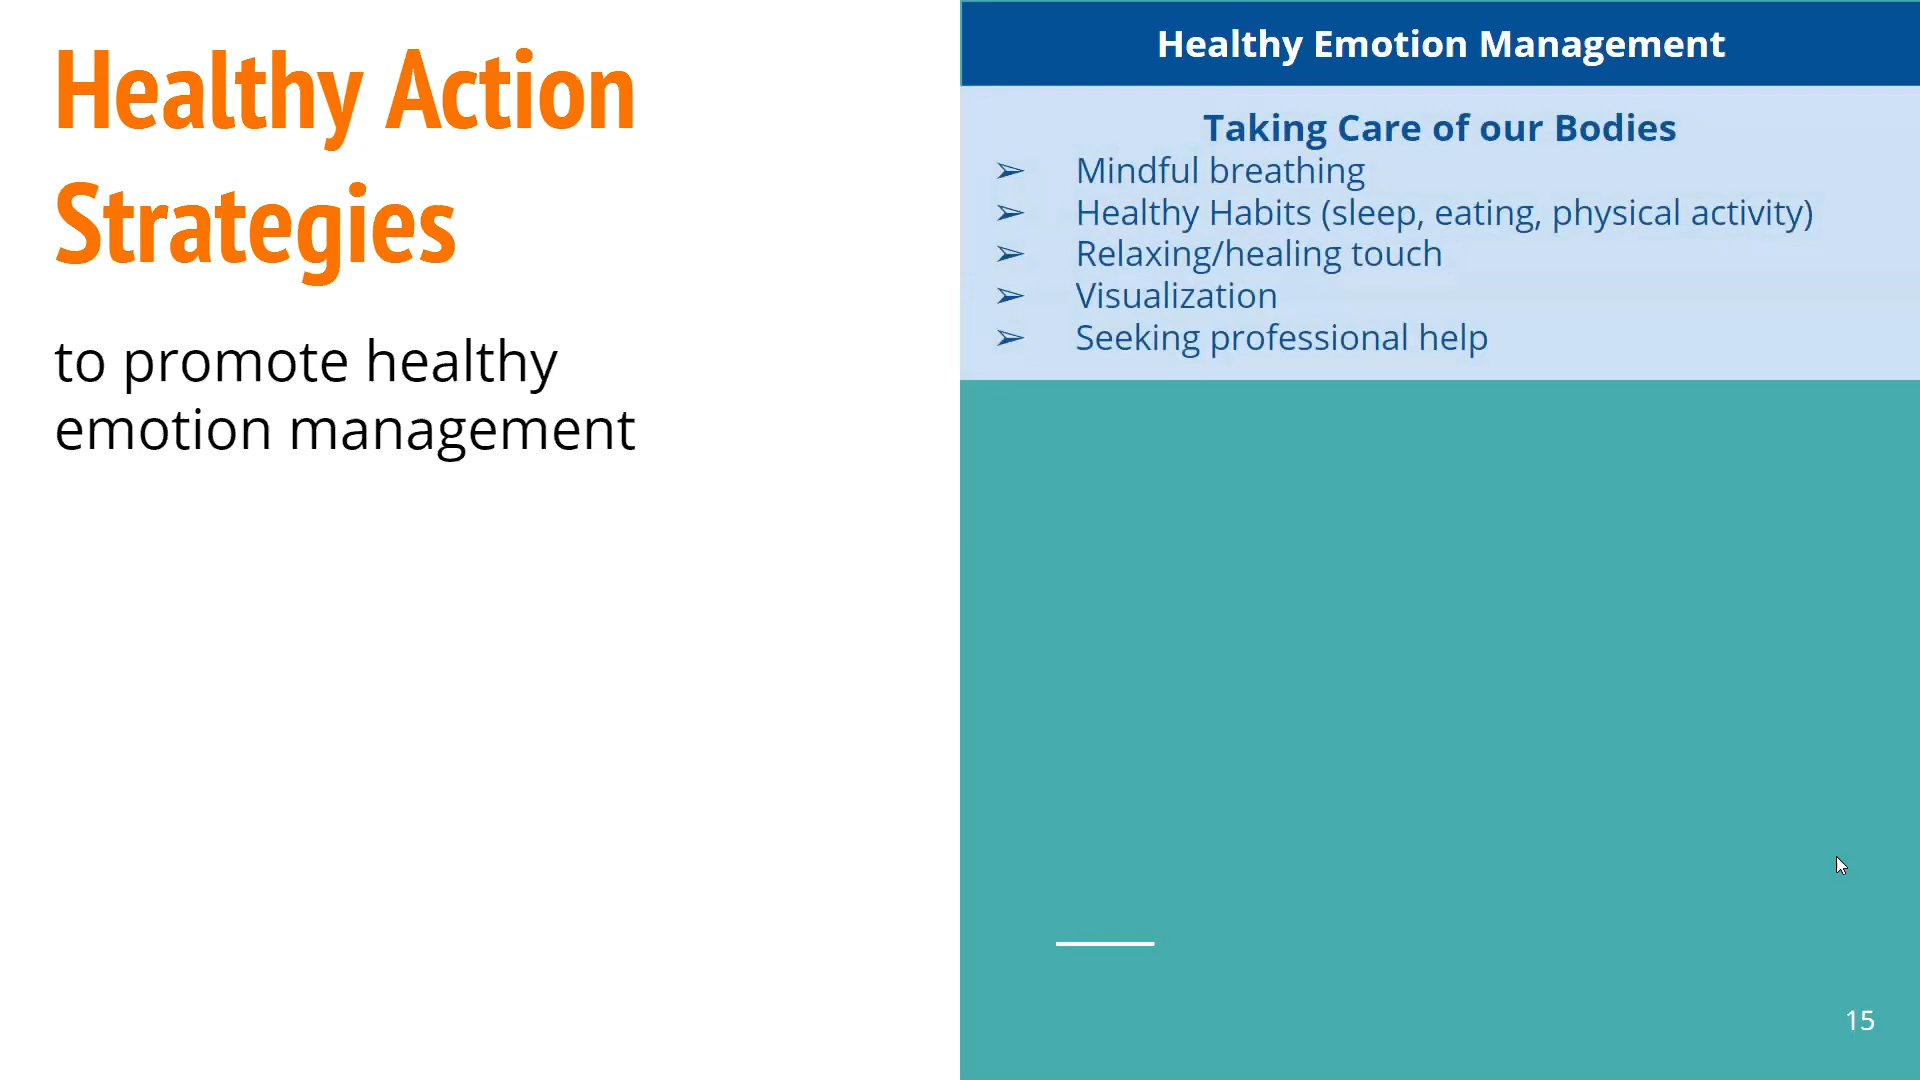 Healthy Action
Strategies
to promote healthy
emotion management
Healthy Emotion Management
Taking Care of our Bodies
➢ Mindful breathing
➢ Healthy Habits (sleep, eating, physical activity)
➢ Relaxing/healing touch
➢ Visualization
➢ Seeking professional help
15